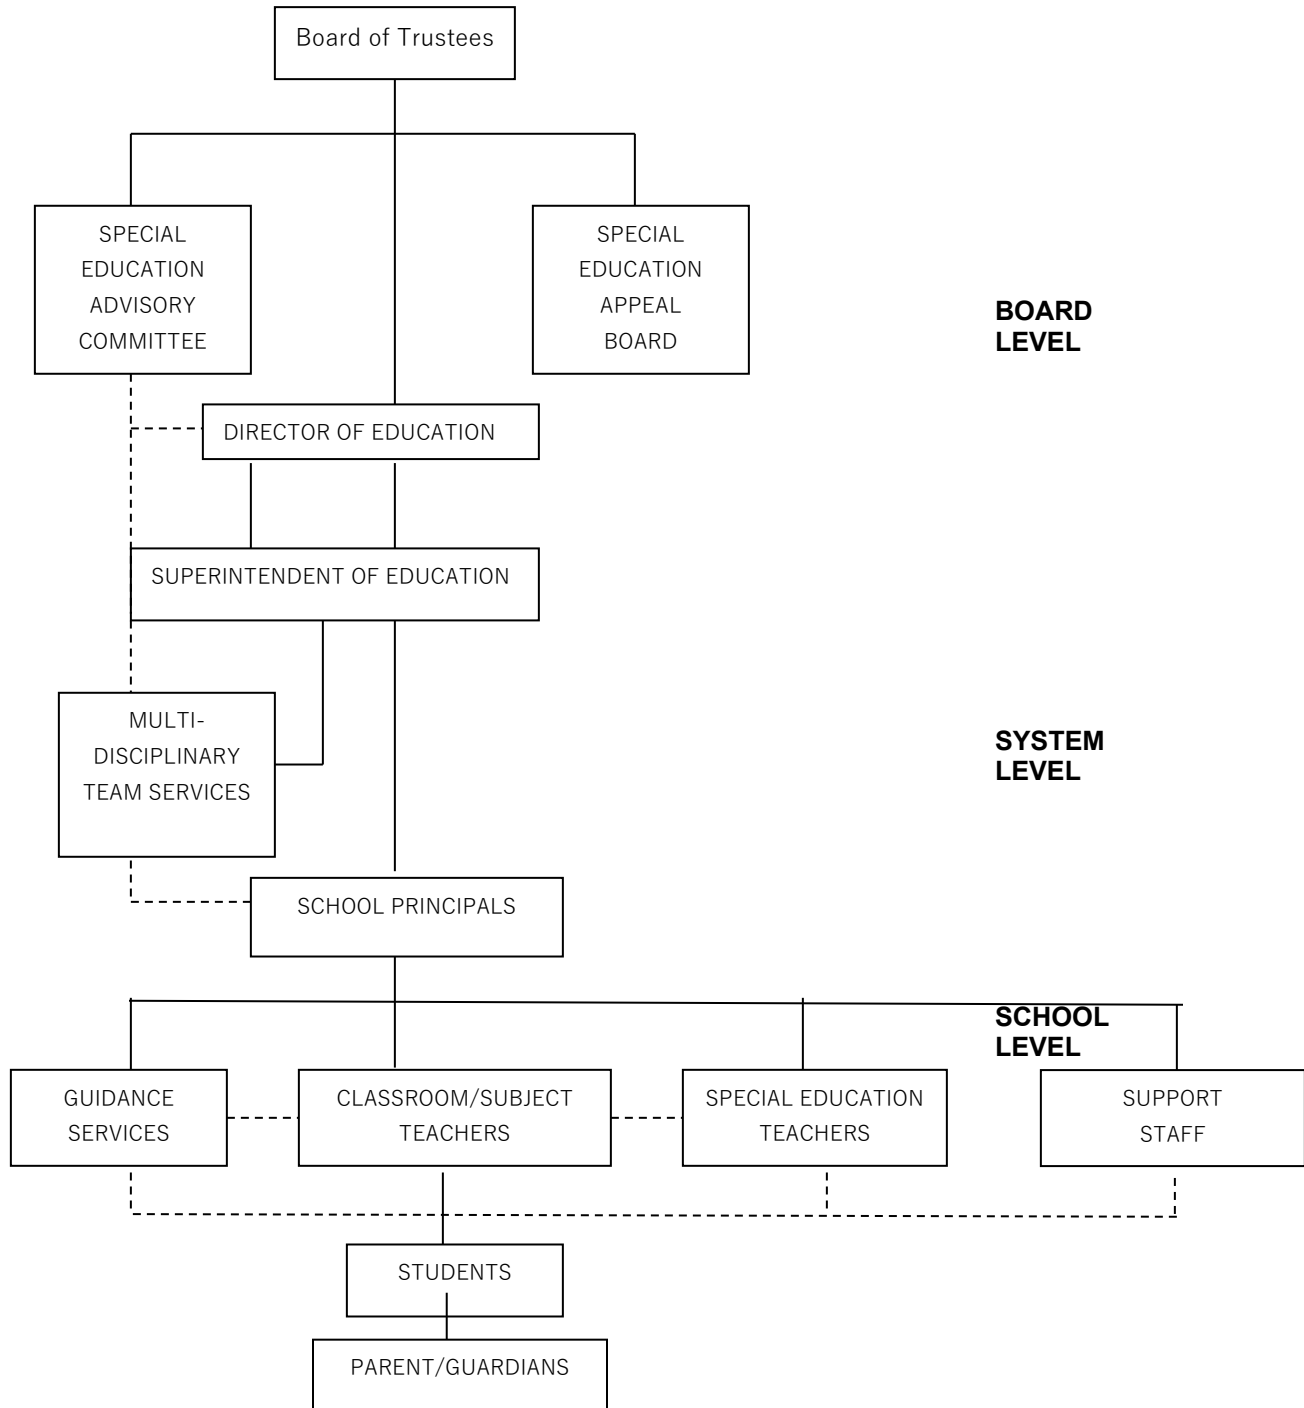 Board of Trustees
SPECIAL
EDUCATION
ADVISORY
COMMITTEE
SPECIAL
EDUCATION
APPEAL
BOARD
BOARD
LEVEL
DIRECTOR OF EDUCATION
SUPERINTENDENT OF EDUCATION
MULTI-
DISCIPLINARY
TEAM SERVICES
SYSTEM
LEVEL
SCHOOL PRINCIPALS
SCHOOL
LEVEL
GUIDANCE
SERVICES
CLASSROOM/SUBJECT
TEACHERS
SPECIAL EDUCATION
TEACHERS
SUPPORT
STAFF
STUDENTS
PARENT/GUARDIANS